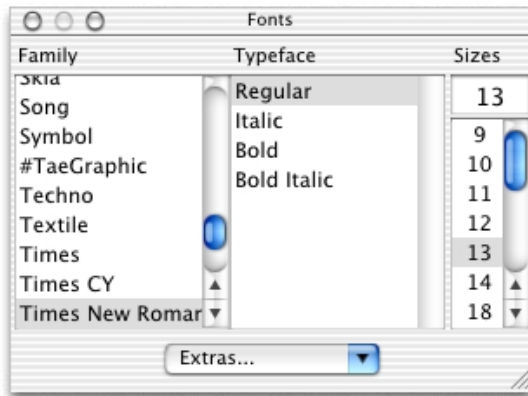 Fonts
Family Typeface Sizes
Skia
Song
Symbol
#TaeGraphic
Techno
Textile
Times
Times CY
Times New Roman
Regular
Italic
Bold
Bold Italic
13
9
10
11
12
13
14
18
Extras...